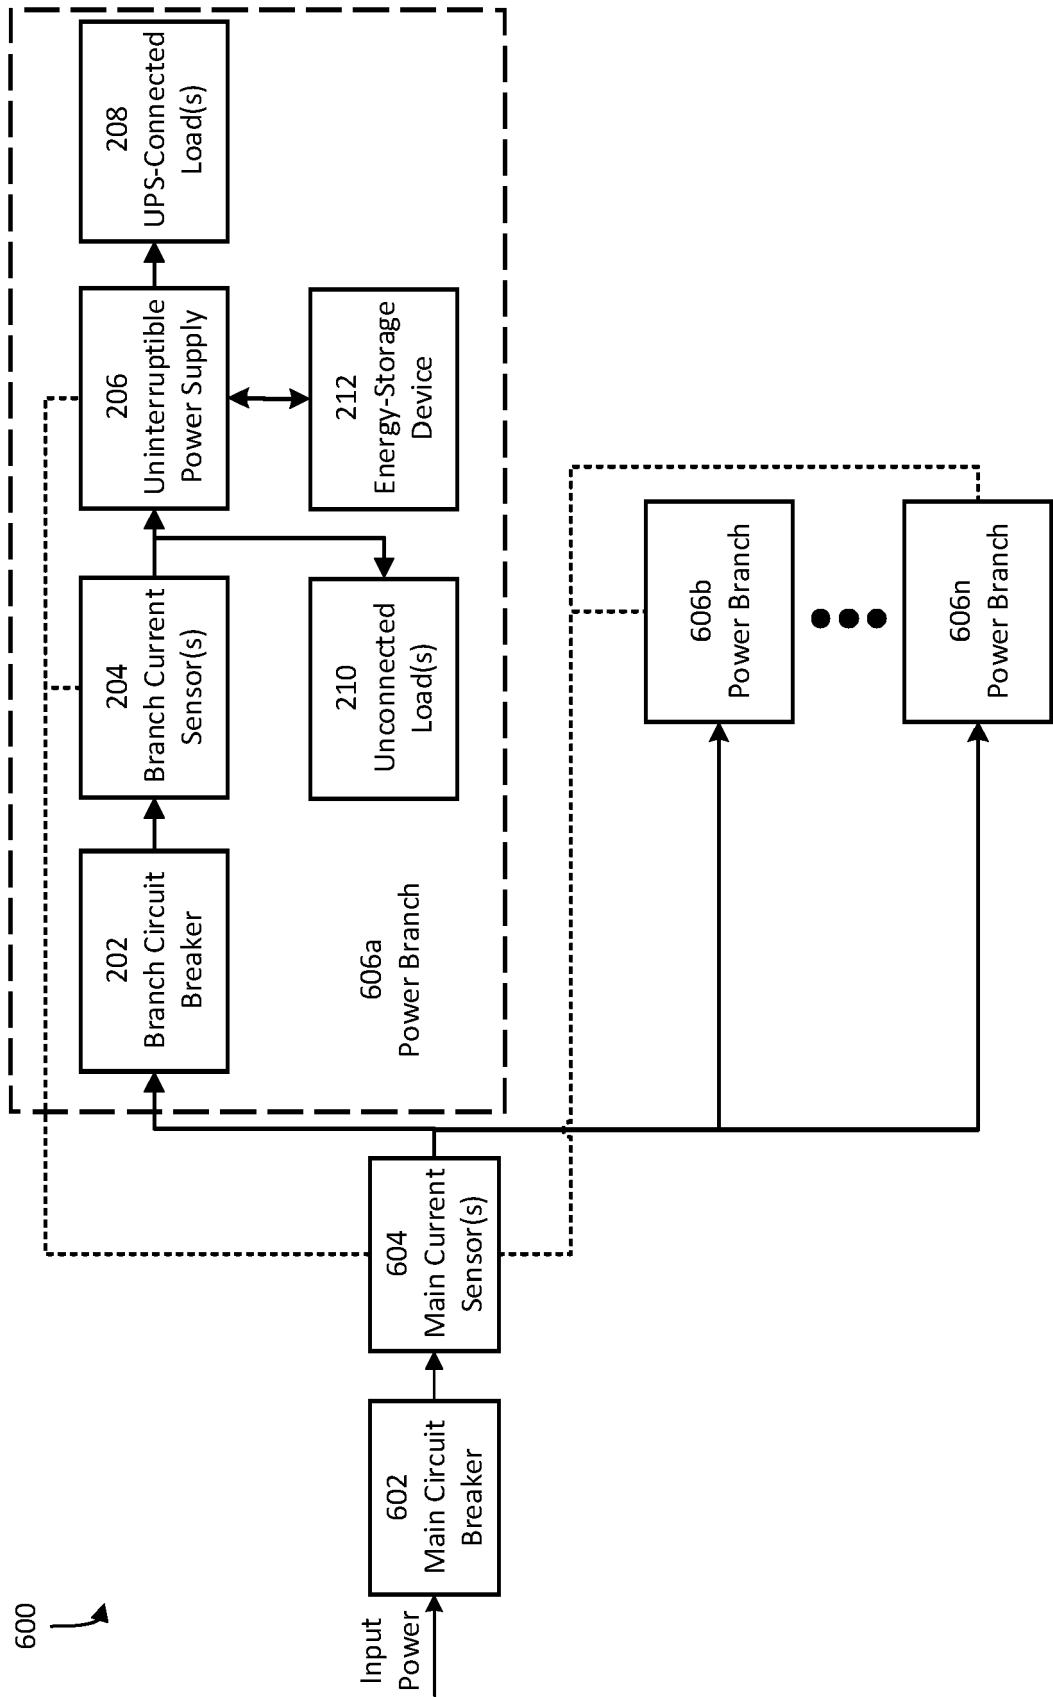 600
Input
Power
602
Main Circuit
Breaker
604
Main Current
Sensor(s)
202
Branch Circuit
Breaker
204
Branch Current
Sensor(s)
206
Uninterruptible
Power Supply
208
UPS-Connected
Load(s)
210
Unconnected
Load(s)
212
Energy-Storage
Device
606a
Power Branch
606b
Power Branch
606n
Power Branch